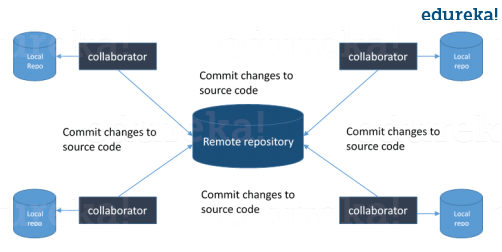 edureka!
Local
Repo
collaborator
collaborator
Local
repo
Commit changes to
source code
Commit changes to
source code
Remote repository
Commit changes to
source code
Commit changes to
source code
Local
repo
collaborator
collaborator
Local
repo